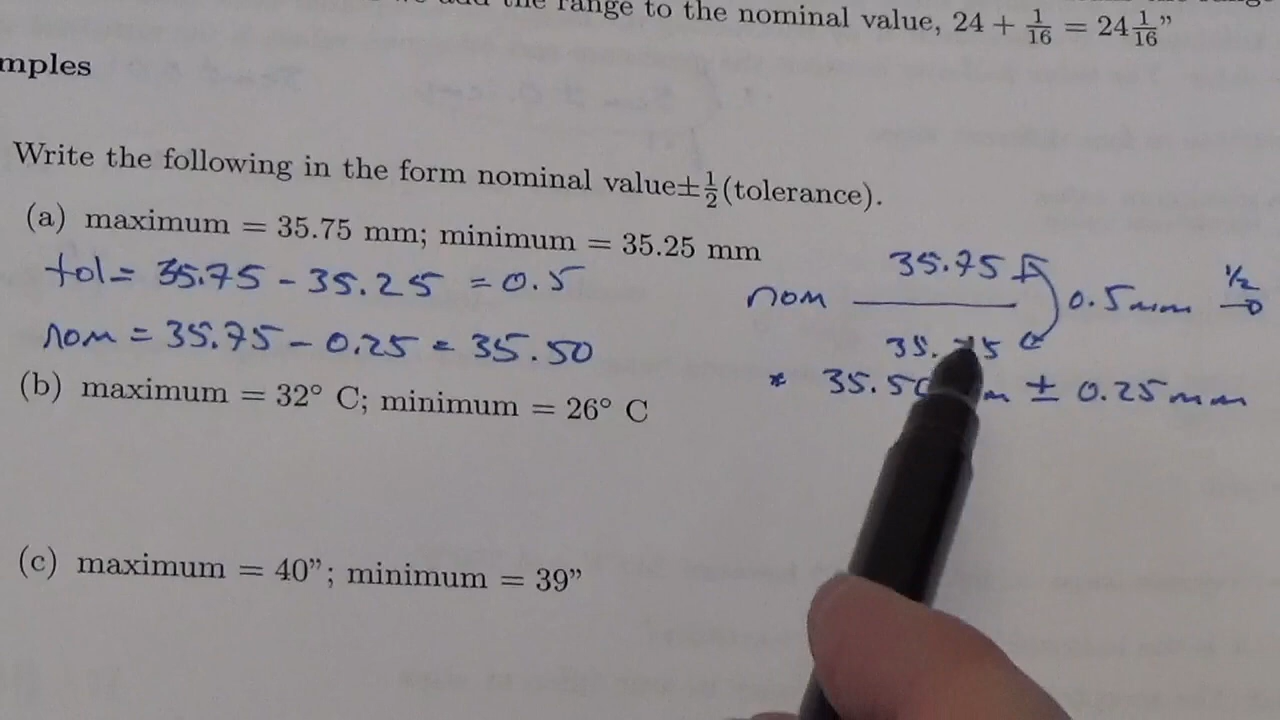 the range to the nominal value, 24 + 1/16 = 24 1/16”
mples
Write the following in the form nominal value±1/2(tolerance).
(a) maximum = 35.75 mm; minimum = 35.25 mm
tol = 35.75 - 35.25 = 0.5
nom = 35.75 - 0.25 = 35.50
35.75
nom
0.5mm 1/2
* ± 0.25mm
(b) maximum = 32° C; minimum = 26° C
(c) maximum = 40”; minimum = 39”